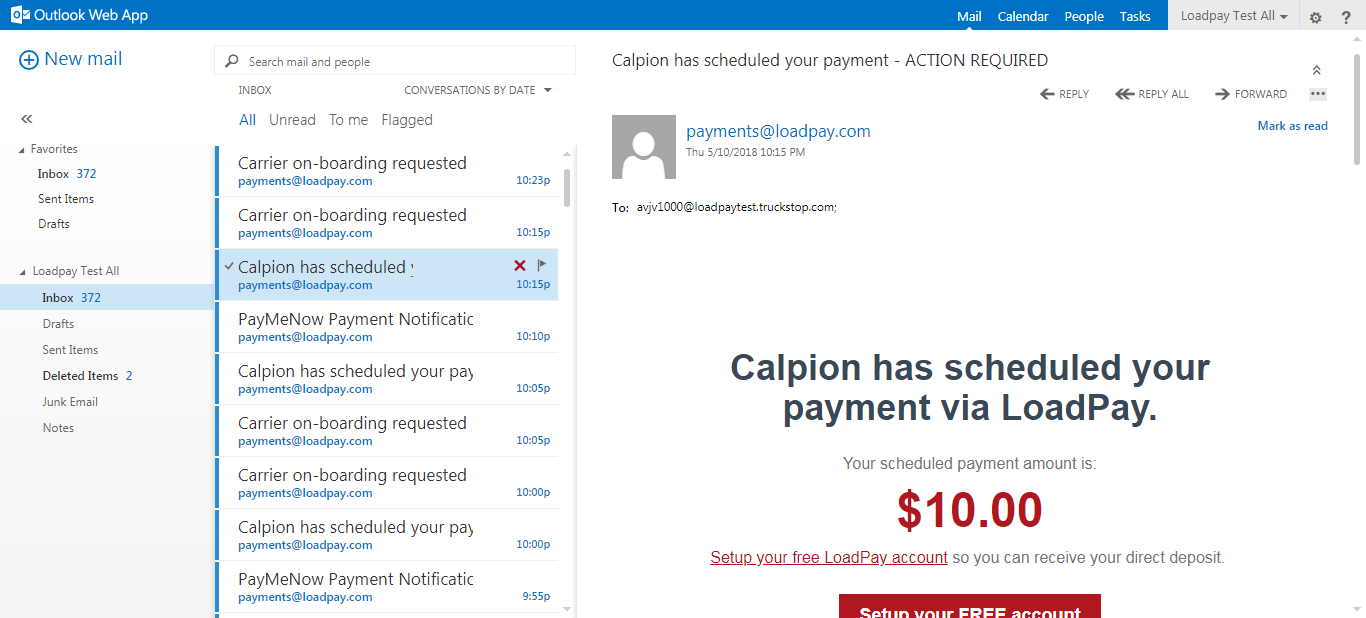 Outlook Web App
Mail Calendar People Tasks Loadpay Test All ?
New mail
Favorites
Inbox 372
Sent Items
Drafts
Loadpay Test All
Inbox 372
Drafts
Sent Items
Deleted Items 2
Junk Email
Notes
Search mail and people
INBOX CONVERSATIONS BY DATE
All Unread To me Flagged
Carrier on-boarding requested
payments@loadpay.com 10:23p
Carrier on-boarding requested
payments@loadpay.com 10:15p
Calpion has scheduled
payments@loadpay.com 10:15p
PayMeNow Payment Notificatic
payments@loadpay.com 10:10p
Calpion has scheduled your pay
payments@loadpay.com 10:05p
Carrier on-boarding requested
payments@loadpay.com 10:05p
Carrier on-boarding requested
payments@loadpay.com 10:00p
Calpion has scheduled your pay
payments@loadpay.com 10:00p
PayMeNow Payment Notificatic
payments@loadpay.com 9:55p
Calpion has scheduled your payment - ACTION REQUIRED
REPLY REPLY ALL FORWARD
Mark as read
payments@loadpay.com
Thu 5/10/2018 10:15 PM
To: avjv1000@loadpaytest.truckstop.com;
Calpion has scheduled your
payment via LoadPay.
Your scheduled payment amount is:
$10.00
Setup your free LoadPay account so you can receive your direct deposit.
Setup your FREE account